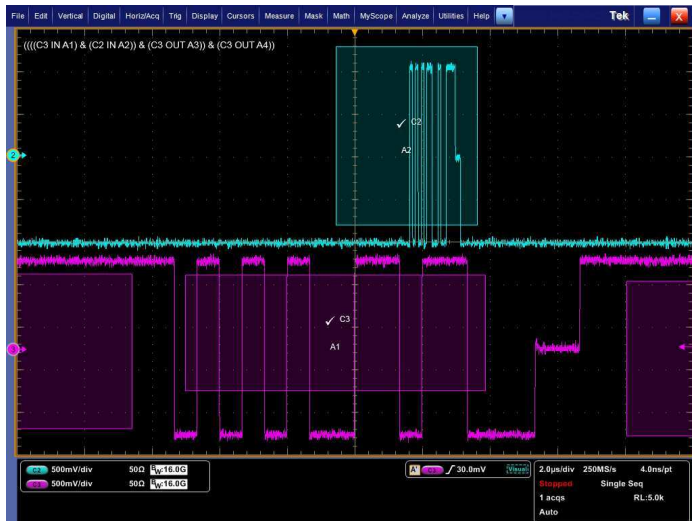 File Edit Vertical Digital Horiz/Acq Trig Display Cursors Measure Mask Math MyScope Analyze Utilities Help Tek X
((((C3 IN A1) & (C2 IN A2)) & (C3 OUT A3)) & (C3 OUT A4))
C2
A2
2
C3
A1
C2 500mV/div 50Ω BW:16.0G
C3 500mV/div 50Ω BW:16.0G
A' C3 30.0mV Visual
2.0µs/div 250MS/s 4.0ns/pt
Stopped Single Seq
1 acqs RL:5.0k
Auto